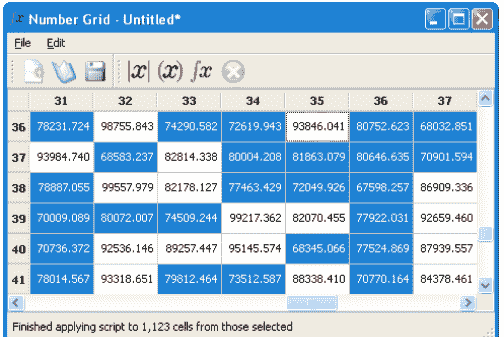 Number Grid - Untitled*
File Edit
|x| (x) ∫x
31 32 33 34 35 36 37
36 78231.724 98755.843 74290.582 72619.943 93846.041 80752.623 68032.851
37 93984.740 68583.237 82814.338 80004.208 81863.079 80646.635 70901.594
38 78887.055 99557.979 82178.127 77463.429 72049.926 67598.257 86909.336
39 70009.089 80072.007 74509.244 99217.362 82070.455 77922.031 92659.460
40 70736.372 92536.146 89257.447 95145.574 68345.066 77524.869 87939.557
41 78014.567 93318.651 79812.464 73512.587 88338.410 70770.164 84378.461
Finished applying script to 1,123 cells from those selected